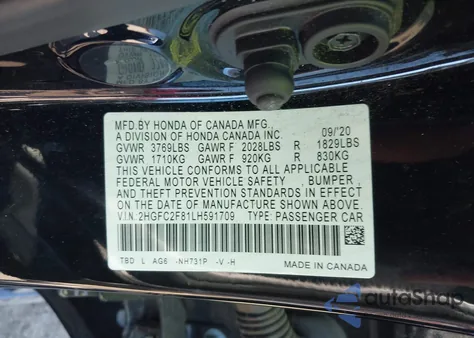 MFD.BY HONDA OF CANADA MFG.,
A DIVISION OF HONDA CANADA INC. 09/'20
GVWR 3769LBS GAWR F 2028LBS R 1829LBS
GVWR 1710KG GAWR F 920KG R 830KG
THIS VEHICLE CONFORMS TO ALL APPLICABLE
FEDERAL MOTOR VEHICLE SAFETY , BUMPER ,
AND THEFT PREVENTION STANDARDS IN EFFECT
ON THE DATE OF MANUFACTURE SHOWN ABOVE.
V.I.N. 2HGFC2F81LH591709 TYPE: PASSENGER CAR
TBD L AG6 -NH731P -V -H
MADE IN CANADA
autoShap